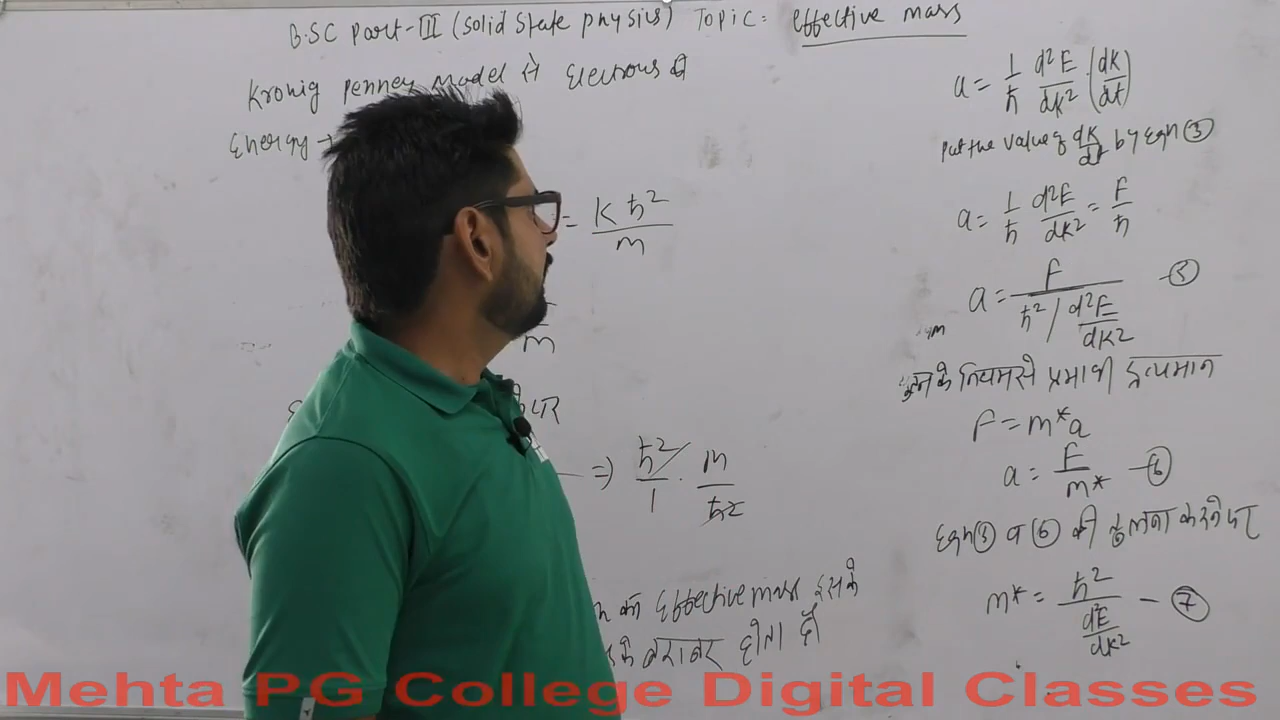 B.SC Part-III (Solid State physics) Topic: effective mass
Kronig Penney Model से Electrons की
Energy →
= K ℏ² / m
m
पर
⇒ ℏ²/1 · m/ℏ²
का Effective mass इसके
के बराबर होता है
a = 1/ℏ d²E/dK² (dK/dt)
Put the value of dK/dt by Eqn (3)
a = 1/ℏ d²E/dK² = F/ℏ
a = F / ℏ² / d²E/dK² - (5)
के नियम से प्रभावी द्रव्यमान
F = m*a
a = F/m* - (6)
Eqn (5) व (6) की तुलना करने पर
m* = ℏ² / d²E/dK² - (7)
Mehta PG College Digital Classes